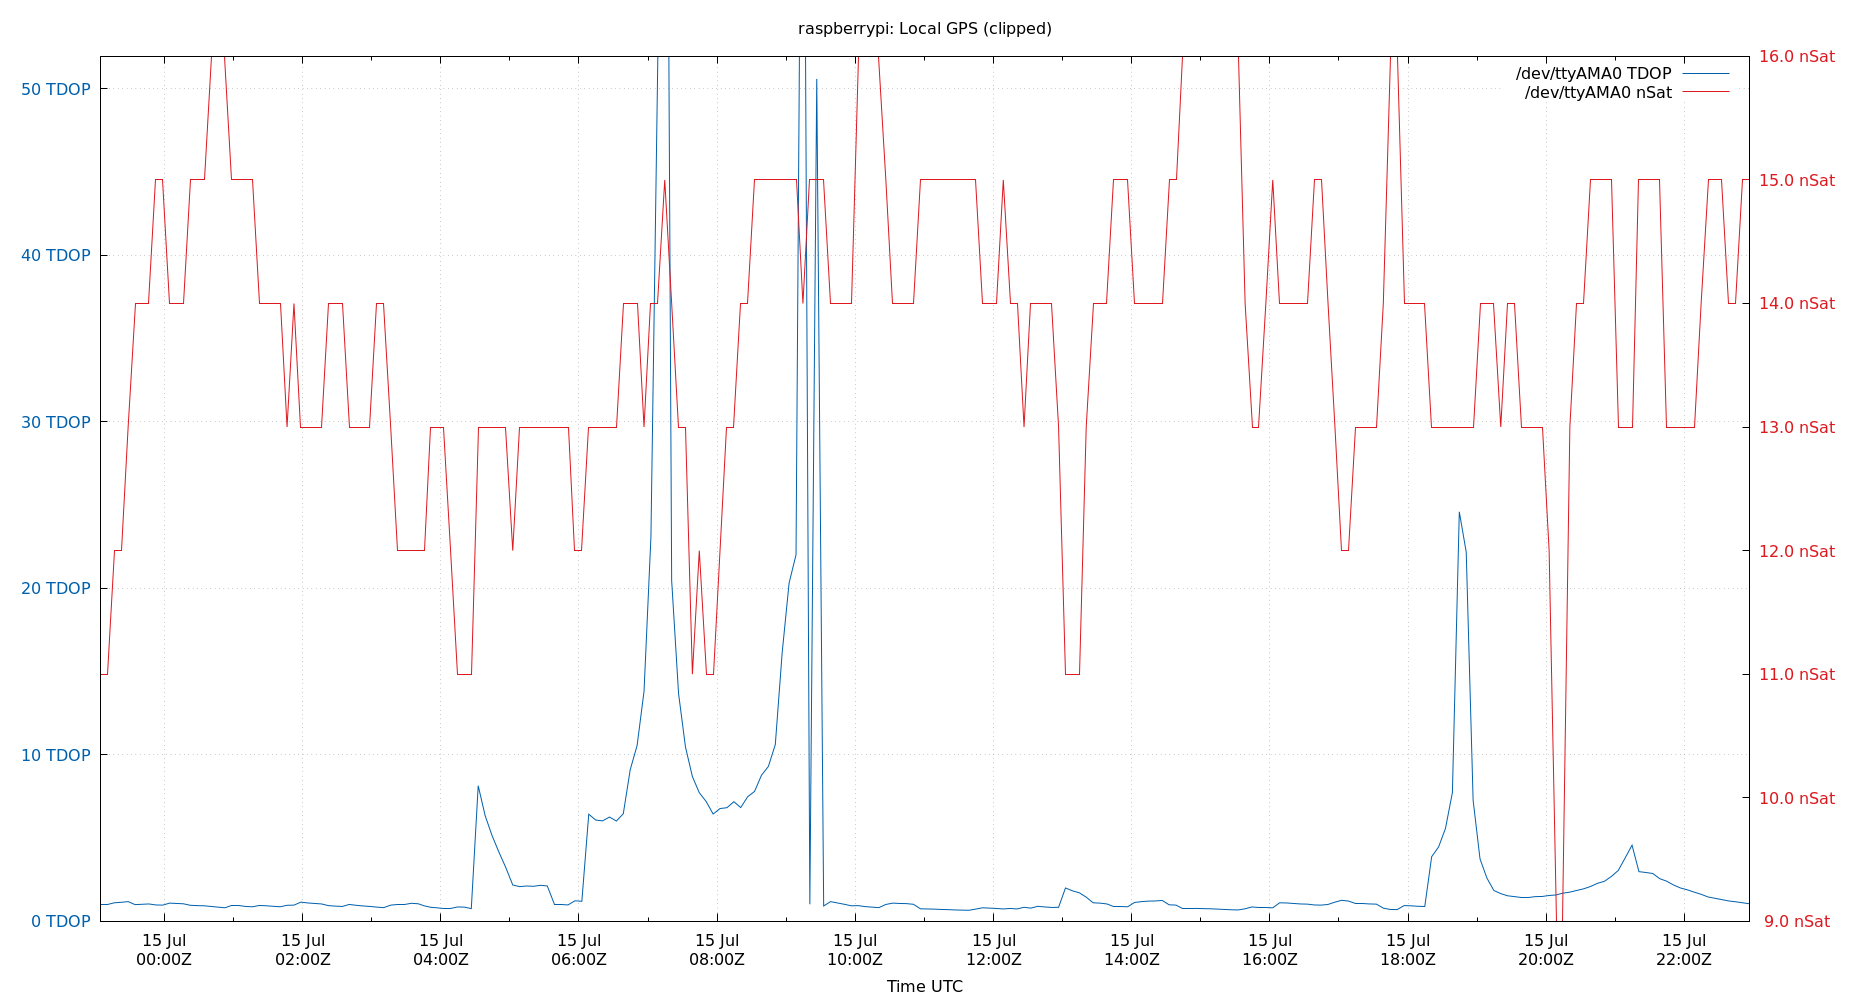 raspberrypi: Local GPS (clipped)
/dev/ttyAMA0 TDOP
/dev/ttyAMA0 nSat
50 TDOP
40 TDOP
30 TDOP
20 TDOP
10 TDOP
0 TDOP
16.0 nSat
15.0 nSat
14.0 nSat
13.0 nSat
12.0 nSat
11.0 nSat
10.0 nSat
9.0 nSat
15 Jul 15 Jul 15 Jul 15 Jul 15 Jul 15 Jul 15 Jul 15 Jul 15 Jul 15 Jul 15 Jul 15 Jul
00:00Z 02:00Z 04:00Z 06:00Z 08:00Z 10:00Z 12:00Z 14:00Z 16:00Z 18:00Z 20:00Z 22:00Z
Time UTC